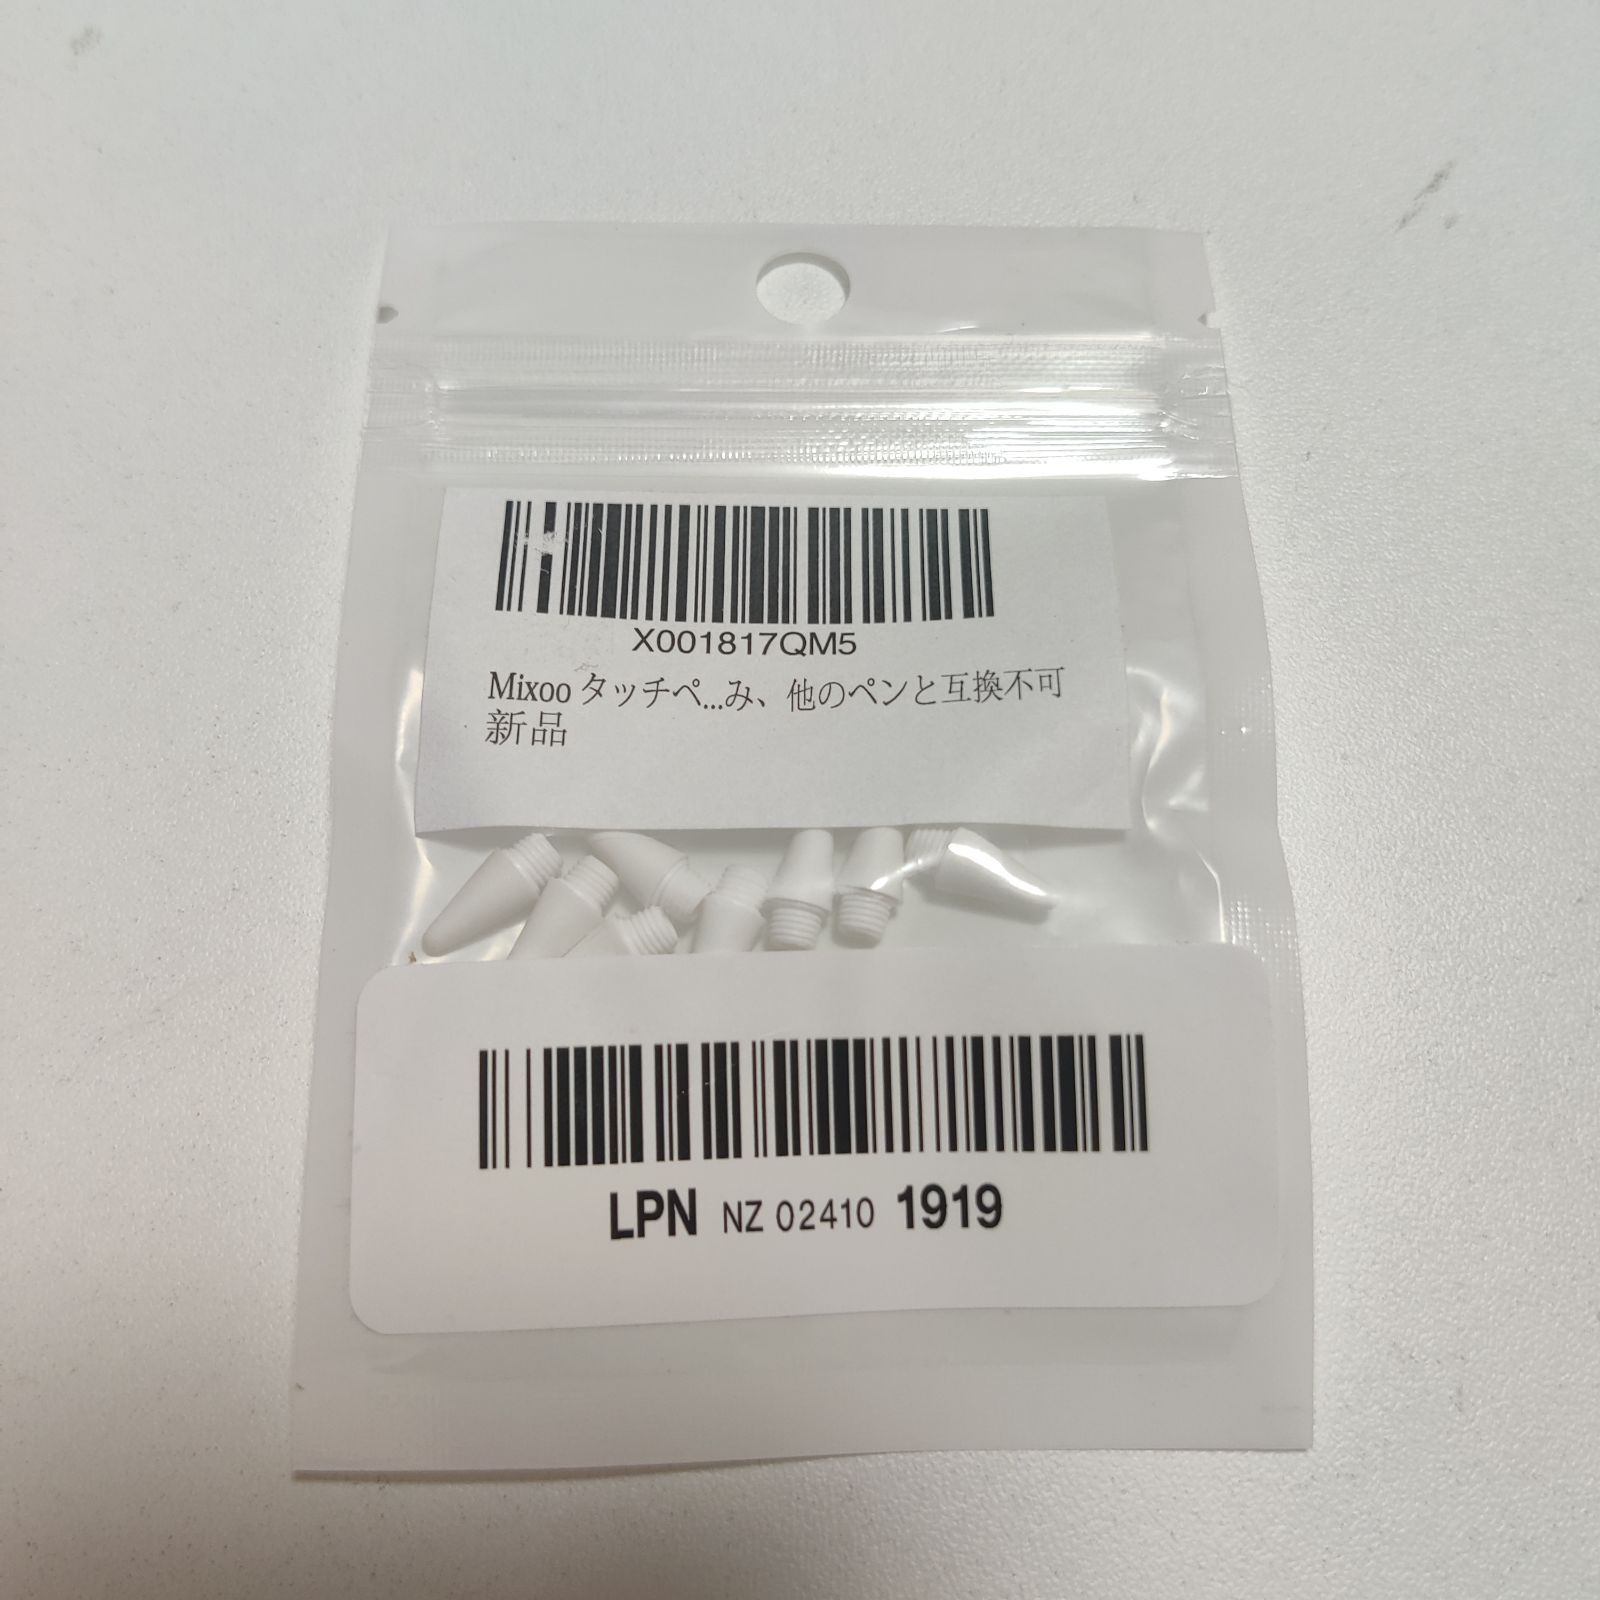 X001817QM5
Mixoo タッチペ...み、他のペンと互換不可
新品
LPN NZ 02410 1919